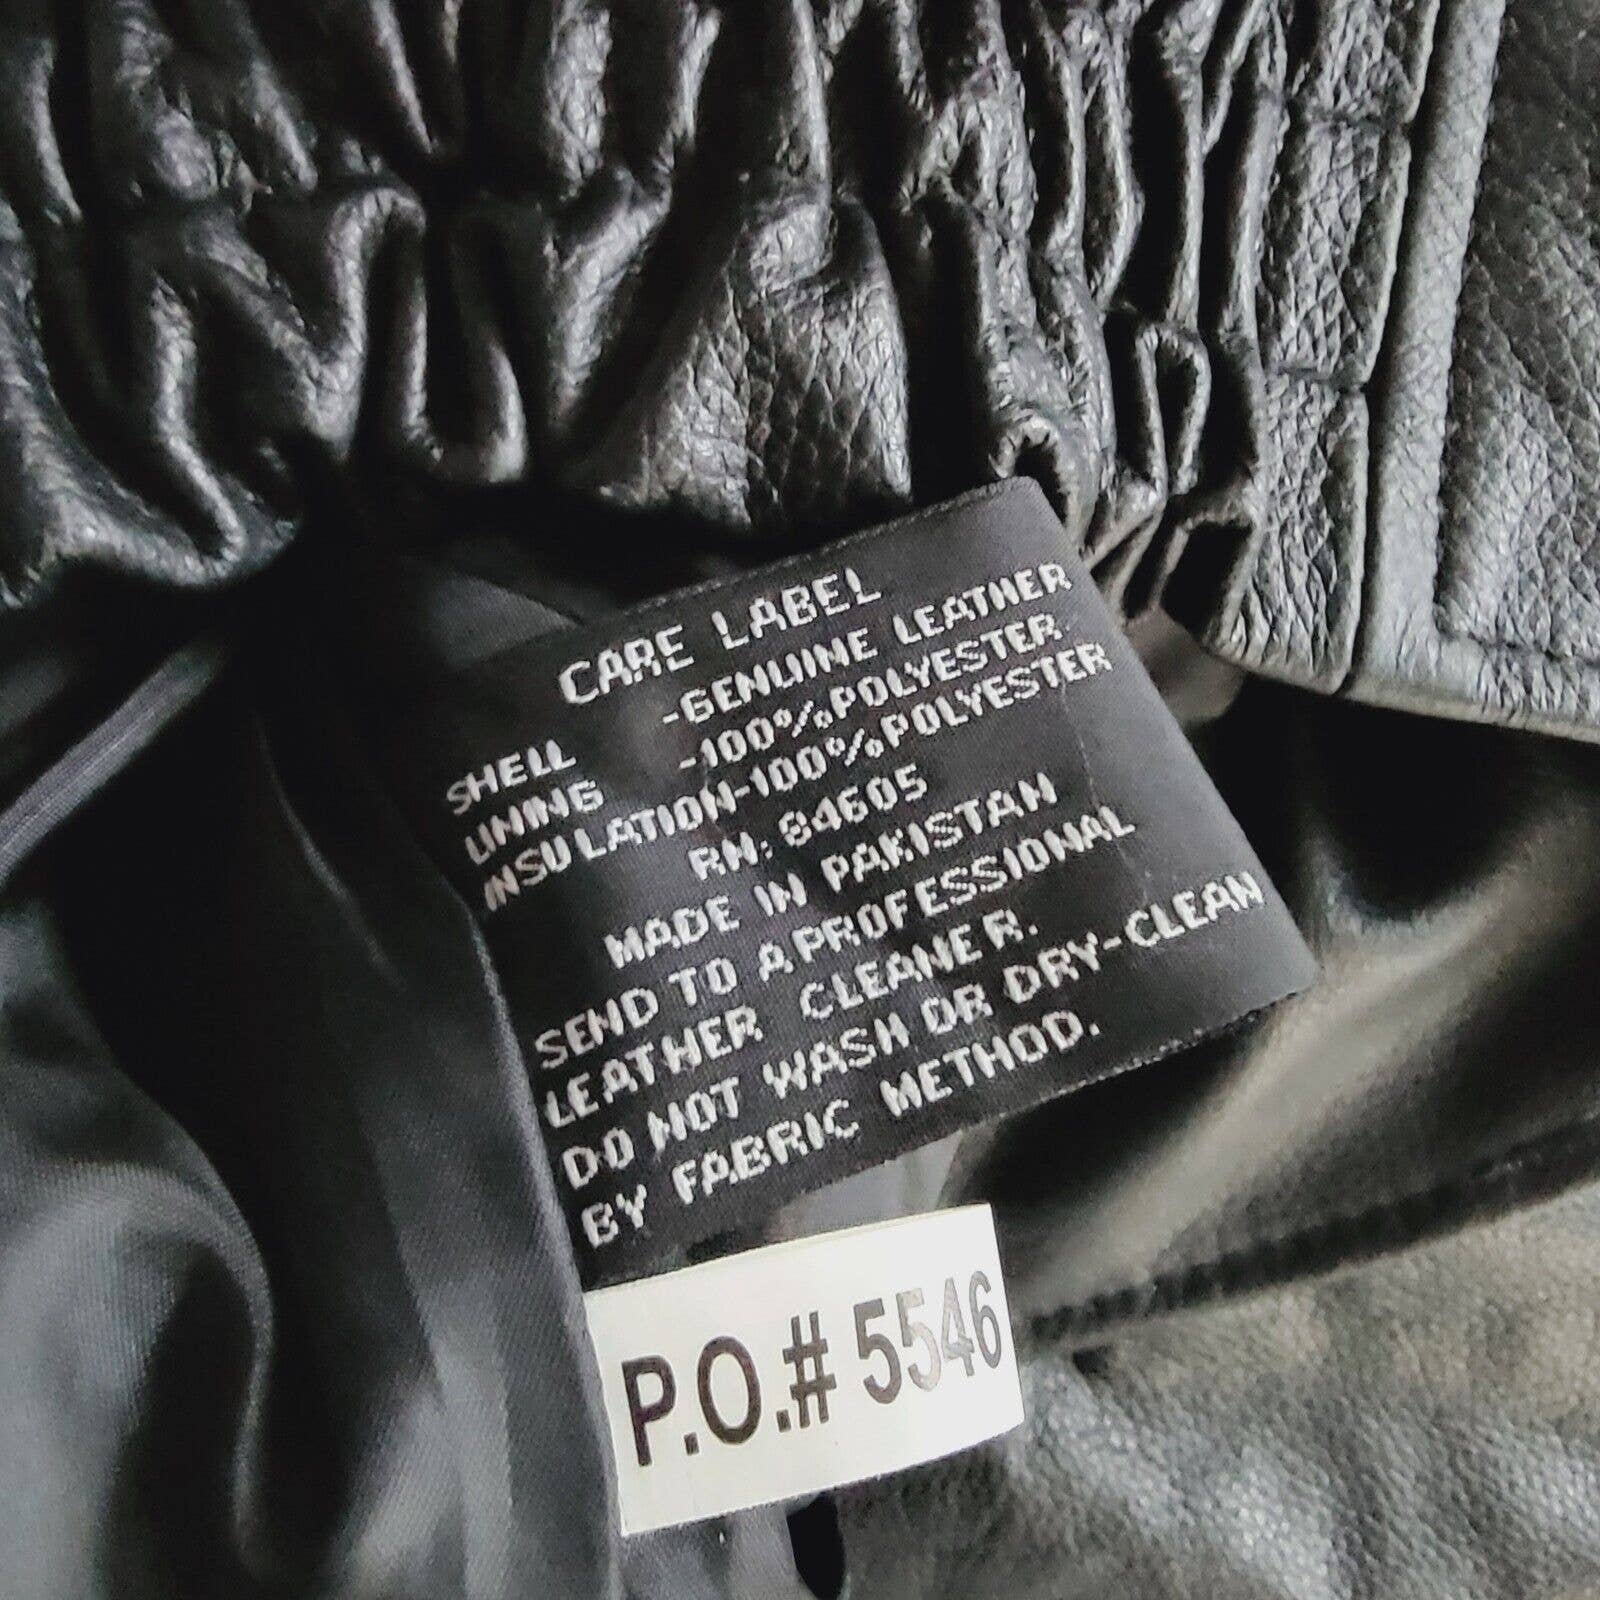 CARE LABEL
SHELL -GENUINE LEATHER
LINING -100%POLYESTER
INSULATION-100%POLYESTER
RN: 84605
MADE IN PAKISTAN
SEND TO A PROFESSIONAL
LEATHER CLEANER.
DO NOT WASH OR DRY-CLEAN
BY FABRIC METHOD.
P.O.# 5546